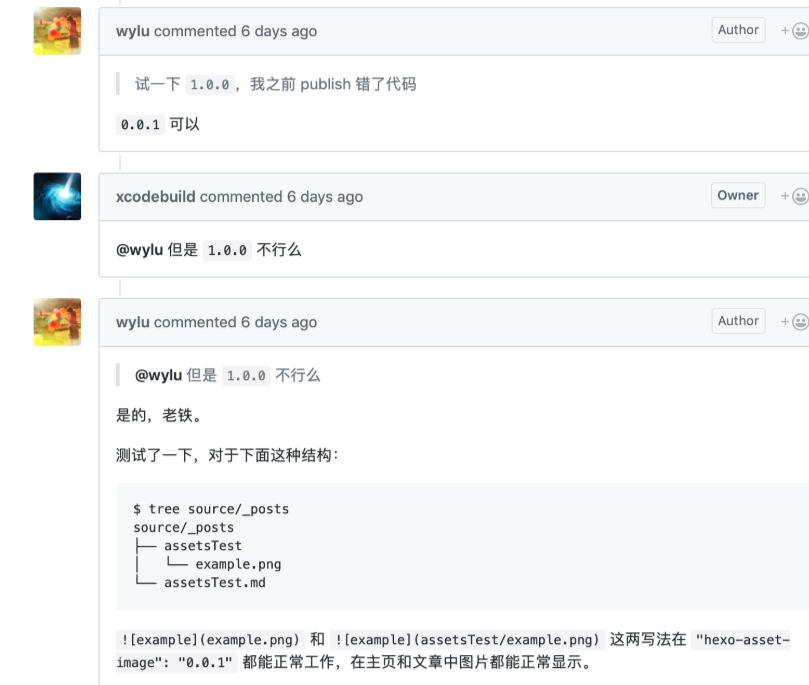 wylu commented 6 days ago Author
试一下 1.0.0，我之前 publish 错了代码
0.0.1 可以
xcodebuild commented 6 days ago Owner
@wylu 但是 1.0.0 不行么
wylu commented 6 days ago Author
@wylu 但是 1.0.0 不行么
是的，老铁。
测试了一下，对于下面这种结构：
$ tree source/_posts
source/_posts
├── assetsTest
│   └── example.png
└── assetsTest.md
![example](example.png) 和 ![example](assetsTest/example.png) 这两写法在 "hexo-asset-
image": "0.0.1" 都能正常工作，在主页和文章中图片都能正常显示。